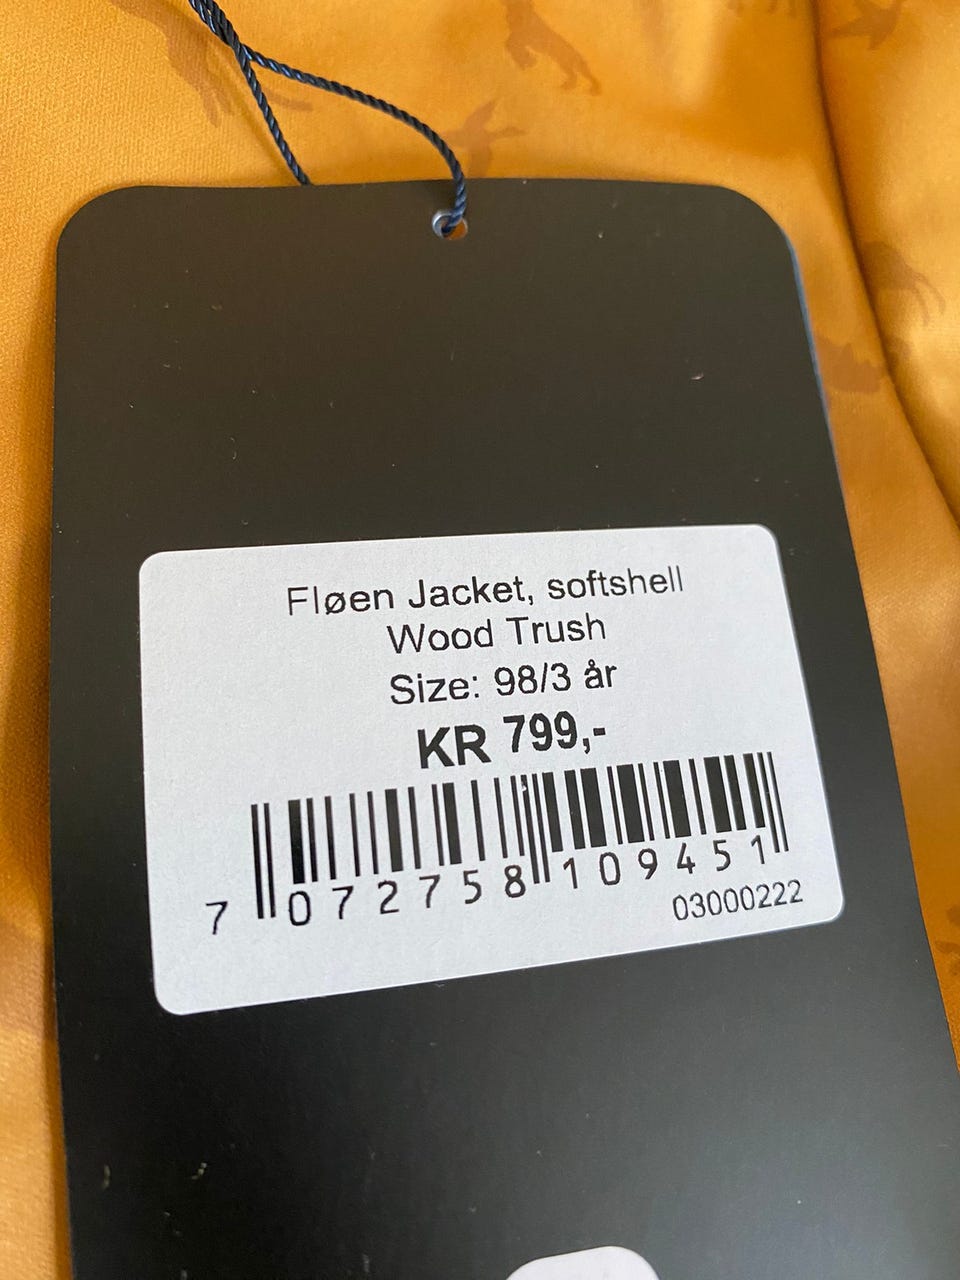 Fløen Jacket, softshell
Wood Trush
Size: 98/3 år
KR 799,-
7 072758 109451
03000222